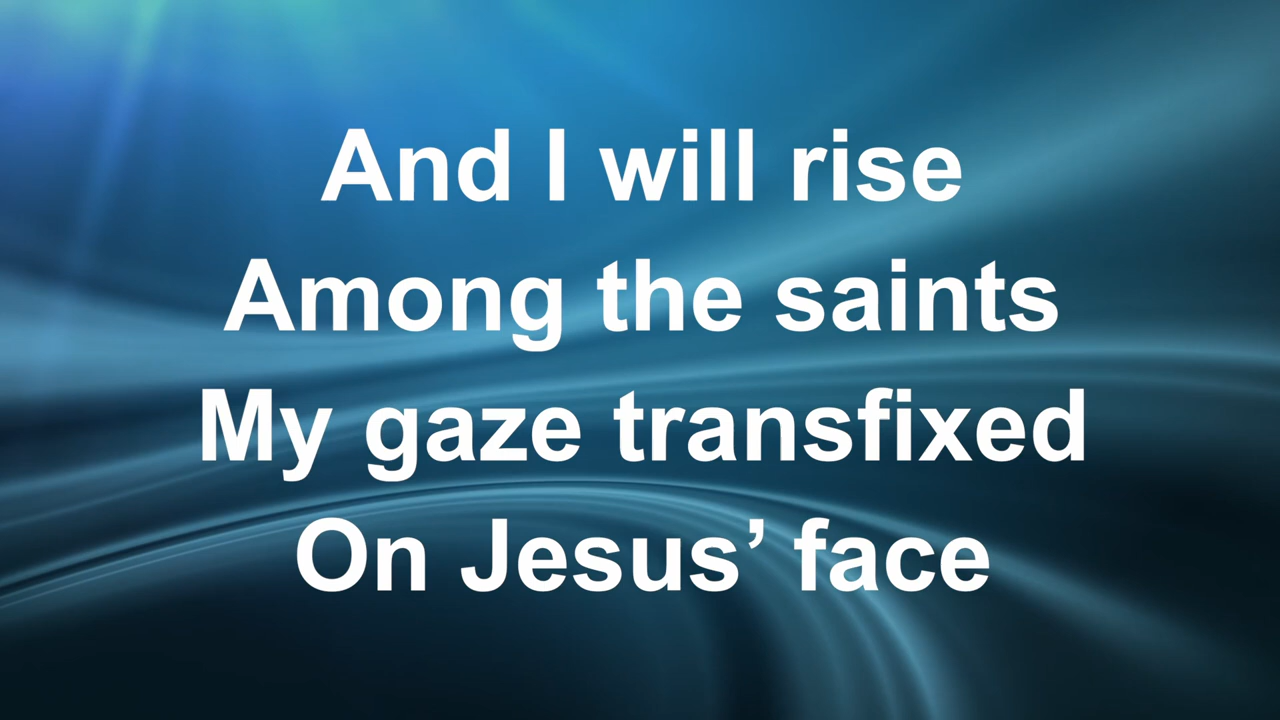 And I will rise
Among the saints
My gaze transfixed
On Jesus’ face